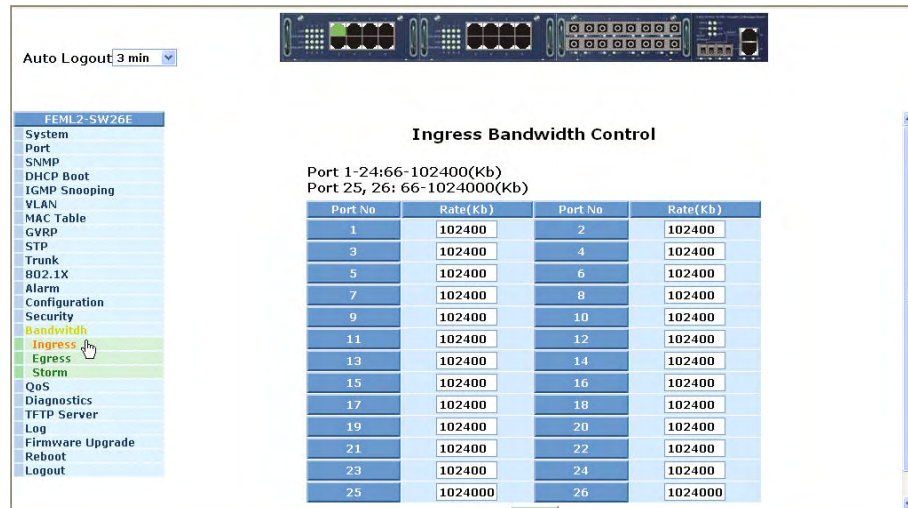 Auto Logout 3 min
FEML2-SW26E
System
Port
SNMP
DHCP Boot
IGMP Snooping
VLAN
MAC Table
GVRP
STP
Trunk
802.1X
Alarm
Configuration
Security
Bandwitdh
Ingress
Egress
Storm
QoS
Diagnostics
TFTP Server
Log
Firmware Upgrade
Reboot
Logout
Ingress Bandwidth Control
Port 1-24:66-102400(Kb)
Port 25, 26: 66-1024000(Kb)
Port No Rate(Kb) Port No Rate(Kb)
1 102400 2 102400
3 102400 4 102400
5 102400 6 102400
7 102400 8 102400
9 102400 10 102400
11 102400 12 102400
13 102400 14 102400
15 102400 16 102400
17 102400 18 102400
19 102400 20 102400
21 102400 22 102400
23 102400 24 102400
25 1024000 26 1024000